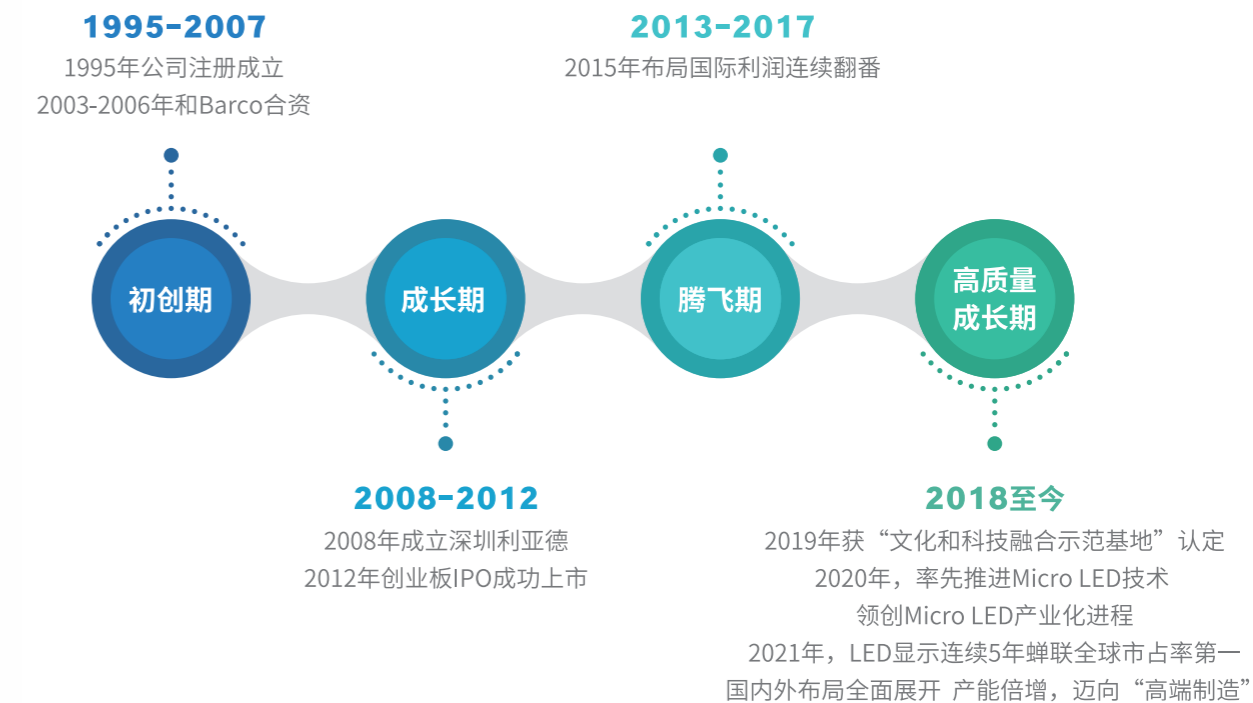 1995-2007
1995年公司注册成立
2003-2006年和Barco合资
初创期
成长期
2008-2012
2008年成立深圳利亚德
2012年创业板IPO成功上市
2013-2017
2015年布局国际利润连续翻番
腾飞期
高质量
成长期
2018至今
2019年获“文化和科技融合示范基地”认定
2020年，率先推进Micro LED技术
领创Micro LED产业化进程
2021年，LED显示连续5年蝉联全球市占率第一
国内外布局全面展开 产能倍增，迈向“高端制造”